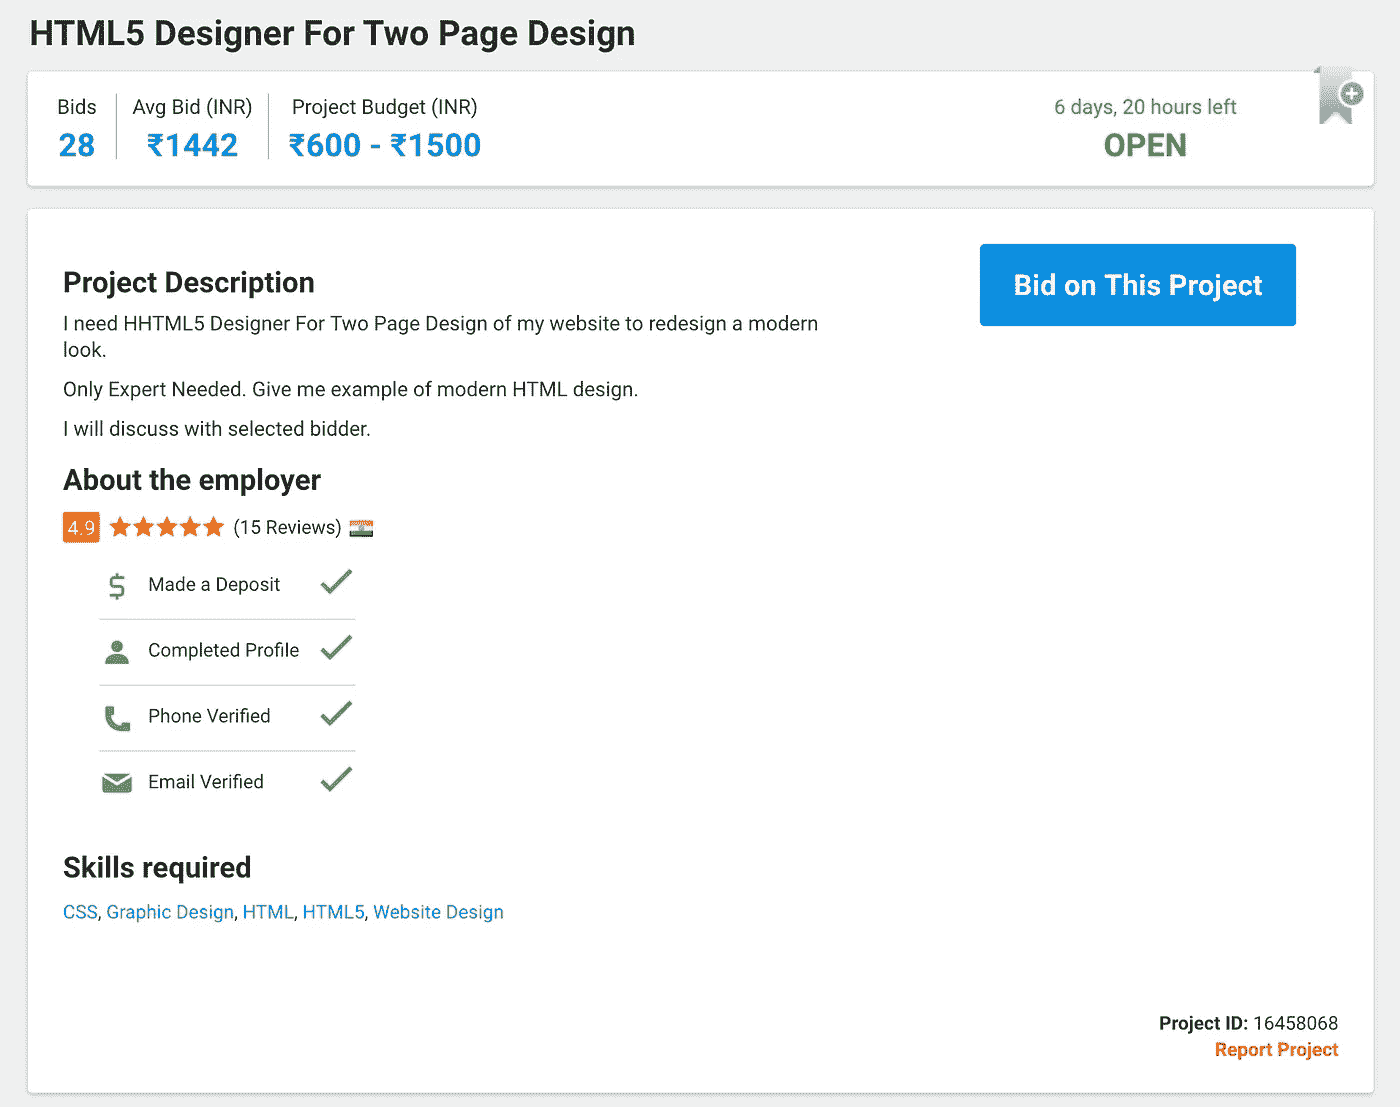 HTML5 Designer For Two Page Design
Bids
28
Avg Bid (INR)
₹1442
Project Budget (INR)
₹600 - ₹1500
6 days, 20 hours left
OPEN
Bid on This Project
Project Description
I need HHTML5 Designer For Two Page Design of my website to redesign a modern
look.
Only Expert Needed. Give me example of modern HTML design.
I will discuss with selected bidder.
About the employer
4.9 (15 Reviews)
Made a Deposit
Completed Profile
Phone Verified
Email Verified
Skills required
CSS, Graphic Design, HTML, HTML5, Website Design
Project ID: 16458068
Report Project